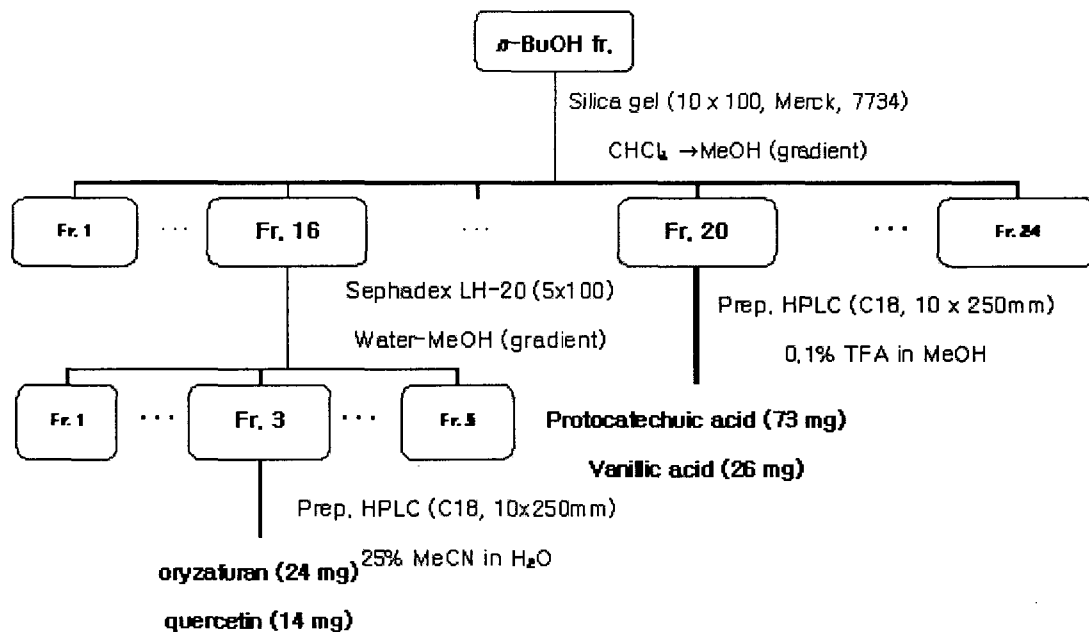 n-BuOH fr.
Silica gel (10 x 100, Merck, 7734)
CHCl₃ →MeOH (gradient)
Fr. 1 ··· Fr. 16 ··· Fr. 20 ··· Fr. 24
Sephadex LH-20 (5x100)
Water-MeOH (gradient)
Prep. HPLC (C18, 10 x 250mm)
0.1% TFA in MeOH
Fr. 1 ··· Fr. 3 ··· Fr. 5
Protocatechuic acid (73 mg)
Vanillic acid (26 mg)
Prep. HPLC (C18, 10x250mm)
25% MeCN in H₂O
oryzafuran (24 mg)
quercetin (14 mg)